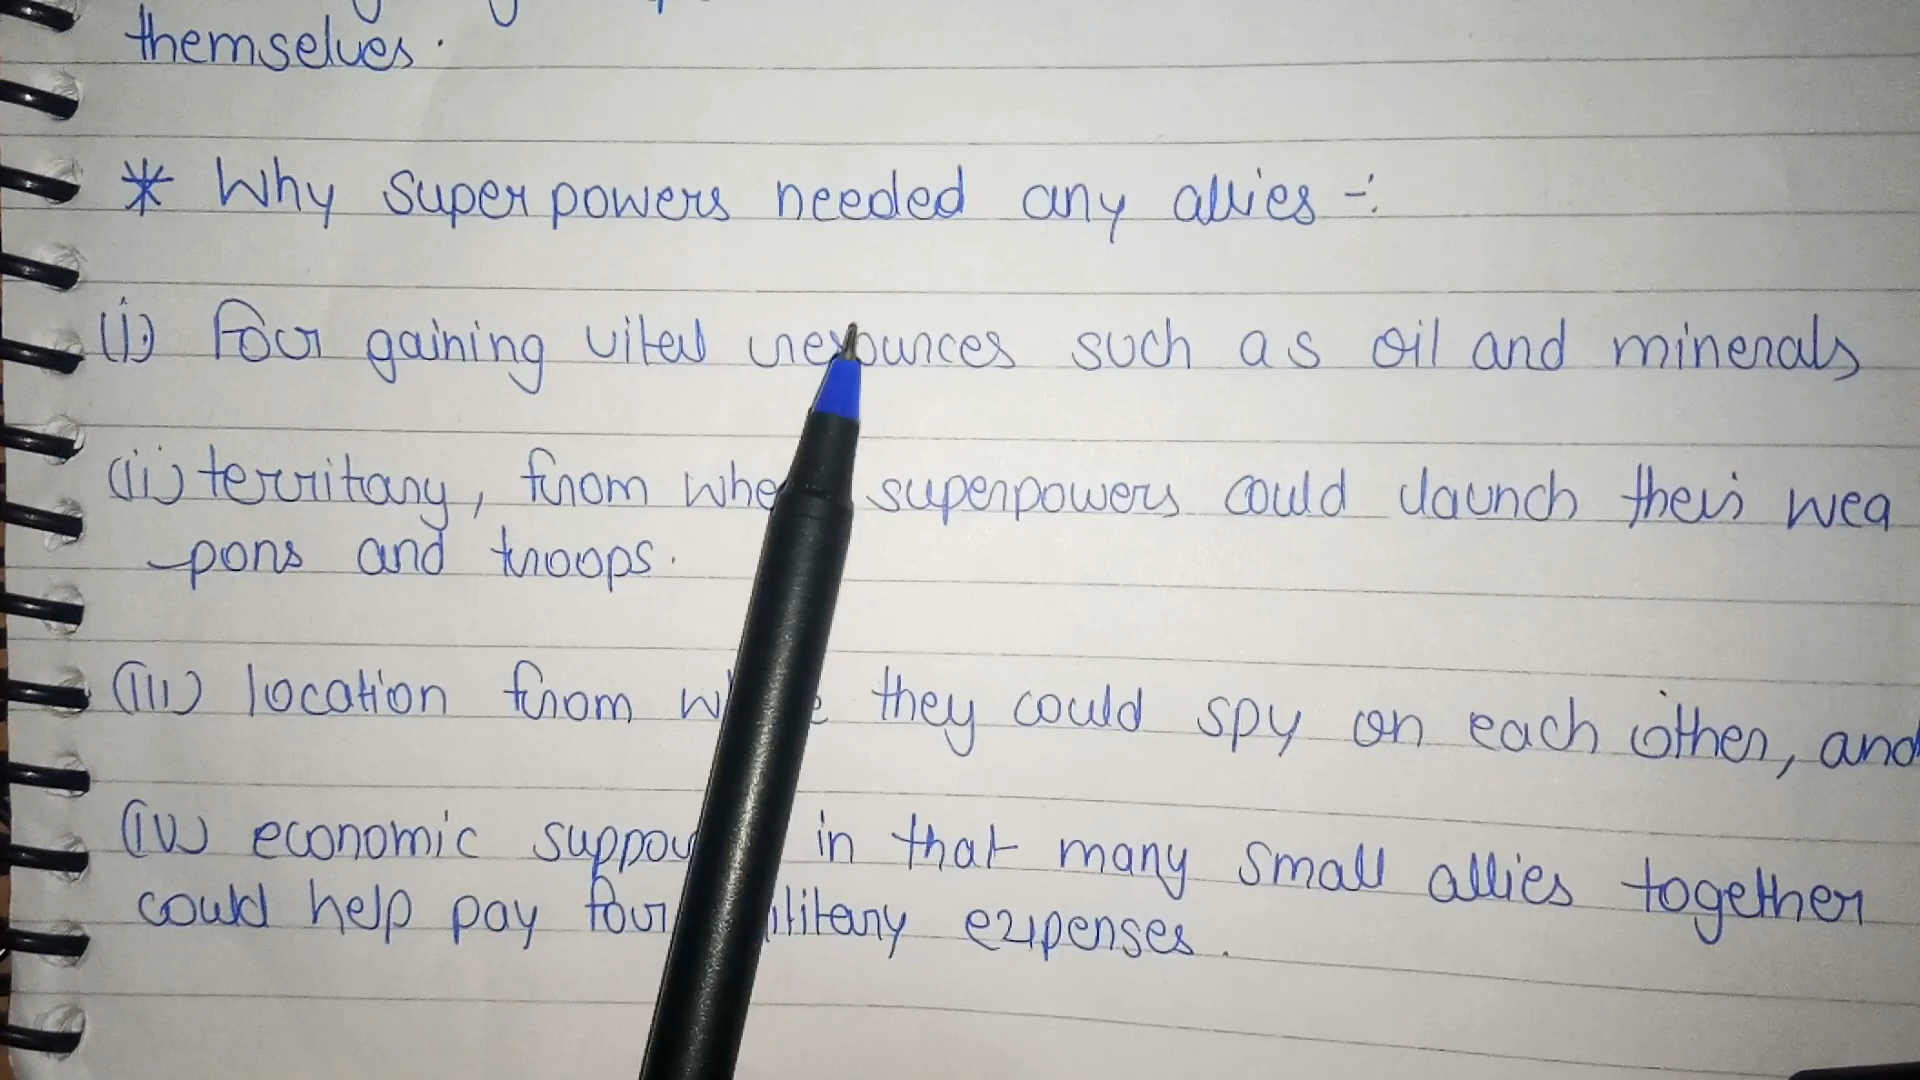 themselves.
* Why superpowers needed any allies -:
(i) For gaining vital resources such as oil and minerals
(ii) territory, from superpowers could launch their wea
pons and troops.
(iii) location from they could spy on each other, and
(iv) economic in that many small allies together
could help pay for expenses.